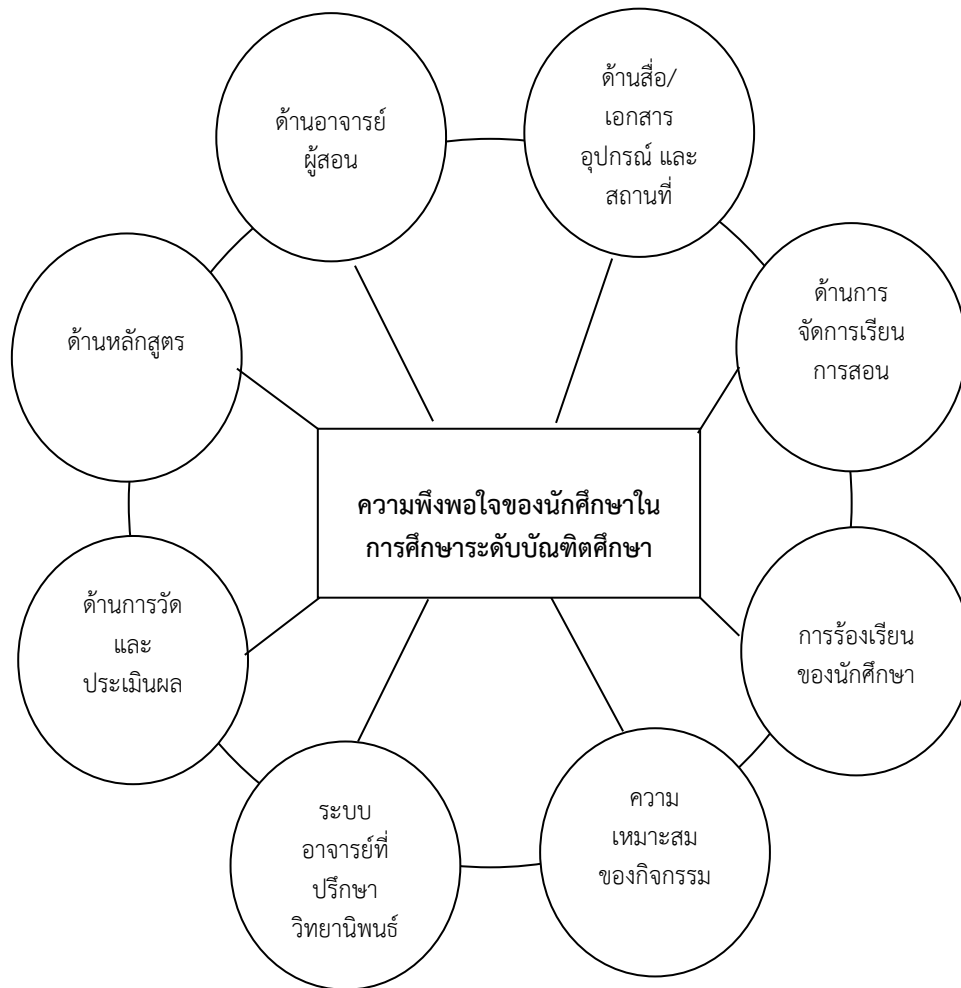 ด้านอาจารย์
ผู้สอน
ด้านสื่อ/
เอกสาร
อุปกรณ์ และ
สถานที่
ด้านหลักสูตร
ด้านการ
จัดการเรียน
การสอน
ความพึงพอใจของนักศึกษาใน
การศึกษาระดับบัณฑิตศึกษา
ด้านการวัด
และ
ประเมินผล
การร้องเรียน
ของนักศึกษา
ระบบ
อาจารย์ที่
ปรึกษา
วิทยานิพนธ์
ความ
เหมาะสม
ของกิจกรรม